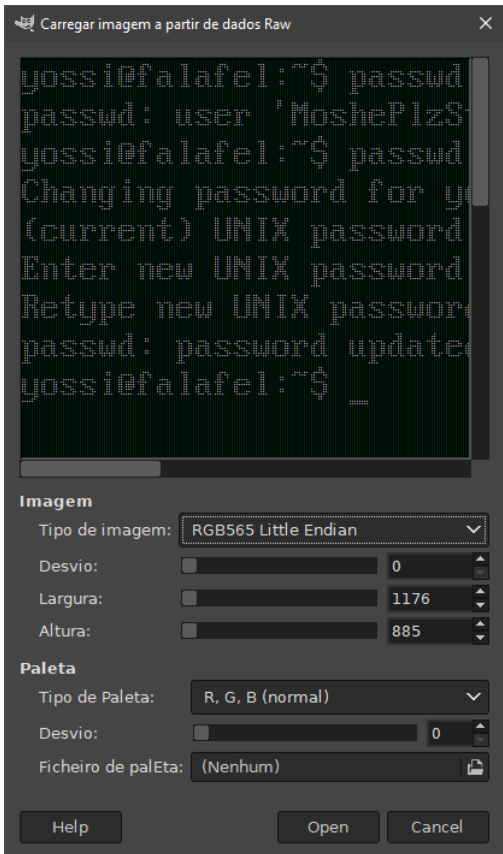 Carregar imagem a partir de dados Raw
yossi@falafel:~$ passwd
passwd: user 'MoshePlzS
yossi@falafel:~$ passwd
Changing password for yo
(current) UNIX password
Enter new UNIX password
Retype new UNIX password
passwd: password updated
yossi@falafel:~$ _
Imagem
Tipo de imagem: RGB565 Little Endian
Desvio: 0
Largura: 1176
Altura: 885
Paleta
Tipo de Paleta: R, G, B (normal)
Desvio: 0
Ficheiro de palEta: (Nenhum)
Help Open Cancel